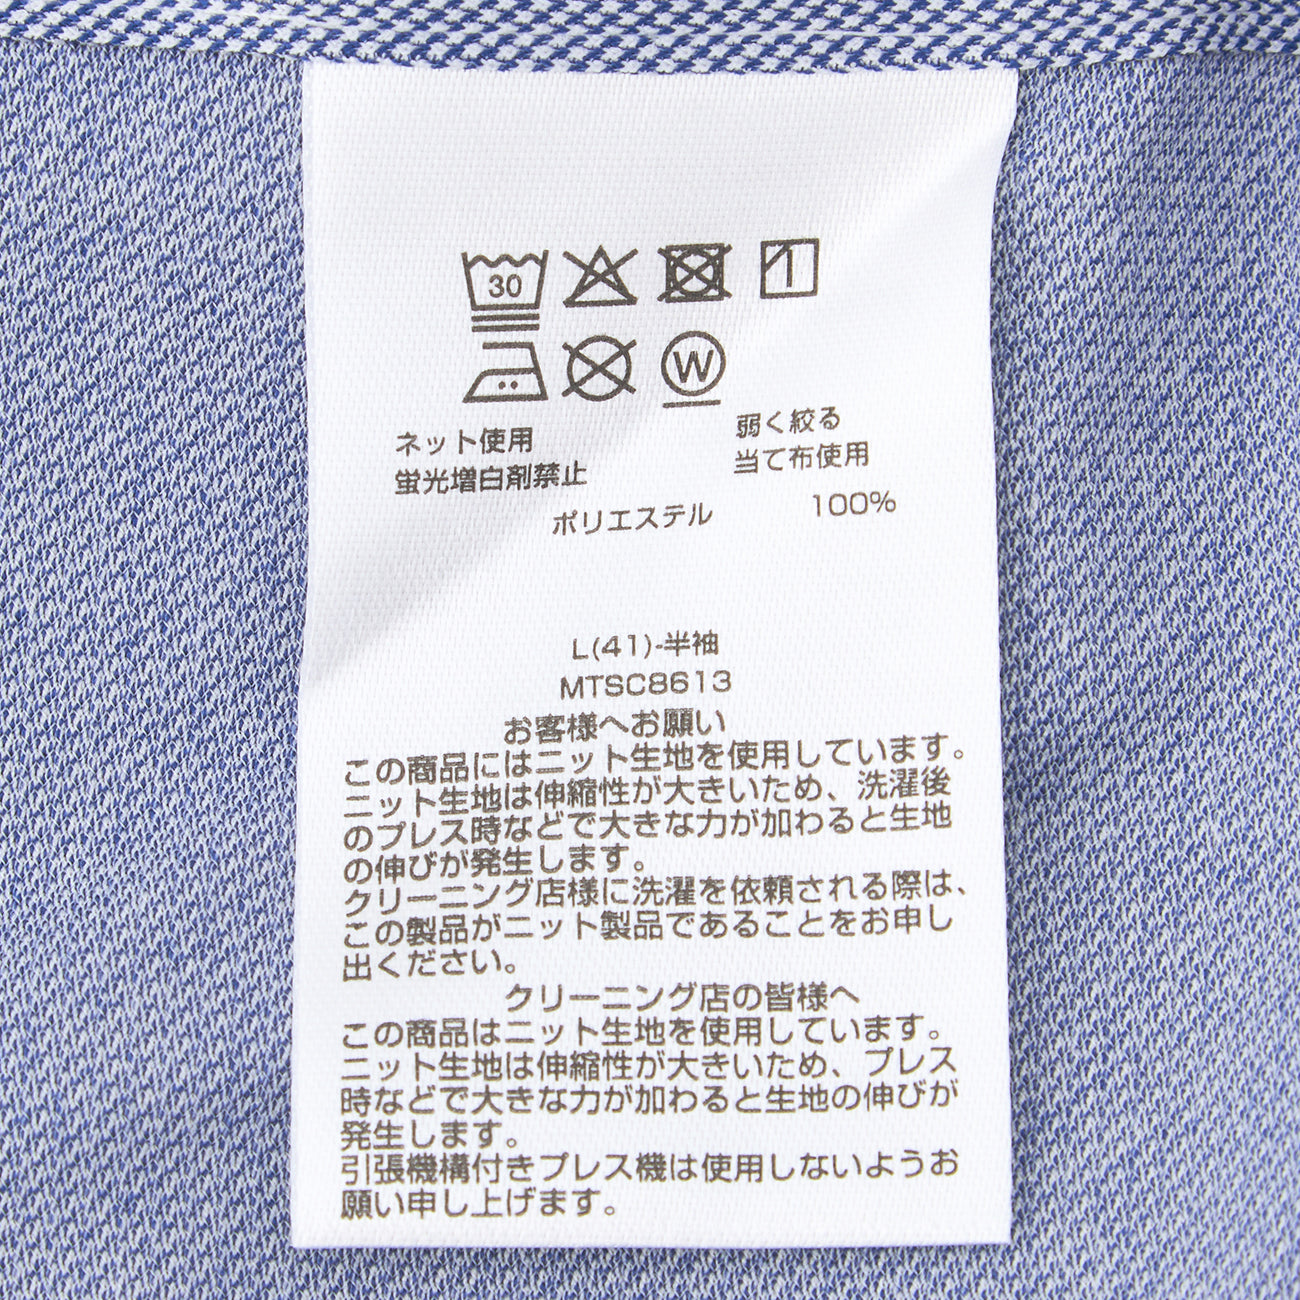 30
W
ネット使用 弱く絞る
蛍光増白剤禁止 当て布使用
ポリエステル 100%
L(41)-半袖
MTSC8613
お客様へお願い
この商品にはニット生地を使用しています。
ニット生地は伸縮性が大きいため、洗濯後
のプレス時などで大きな力が加わると生地
の伸びが発生します。
クリーニング店様に洗濯を依頼される際は、
この製品がニット製品であることをお申し
出ください。
クリーニング店の皆様へ
この商品はニット生地を使用しています。
ニット生地は伸縮性が大きいため、プレス
時などで大きな力が加わると生地の伸びが
発生します。
引張機構付きプレス機は使用しないようお
願い申し上げます。